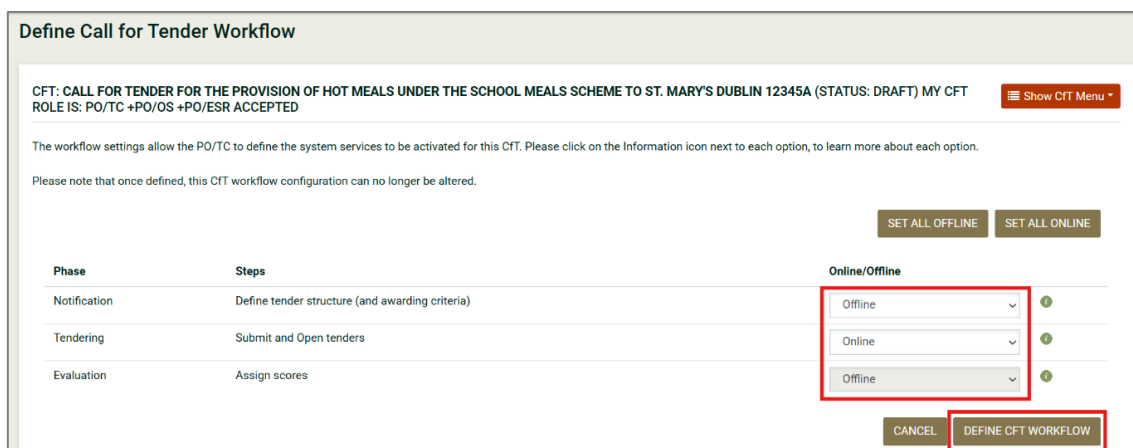 Define Call for Tender Workflow
CFT: CALL FOR TENDER FOR THE PROVISION OF HOT MEALS UNDER THE SCHOOL MEALS SCHEME TO ST. MARY'S DUBLIN 12345A (STATUS: DRAFT) MY CFT
ROLE IS: PO/TC +PO/OS +PO/ESR ACCEPTED
Show CfT Menu
The workflow settings allow the PO/TC to define the system services to be activated for this CfT. Please click on the Information icon next to each option, to learn more about each option.
Please note that once defined, this CfT workflow configuration can no longer be altered.
SET ALL OFFLINE SET ALL ONLINE
Phase Steps Online/Offline
Notification Define tender structure (and awarding criteria) Offline
Tendering Submit and Open tenders Online
Evaluation Assign scores Offline
CANCEL DEFINE CFT WORKFLOW